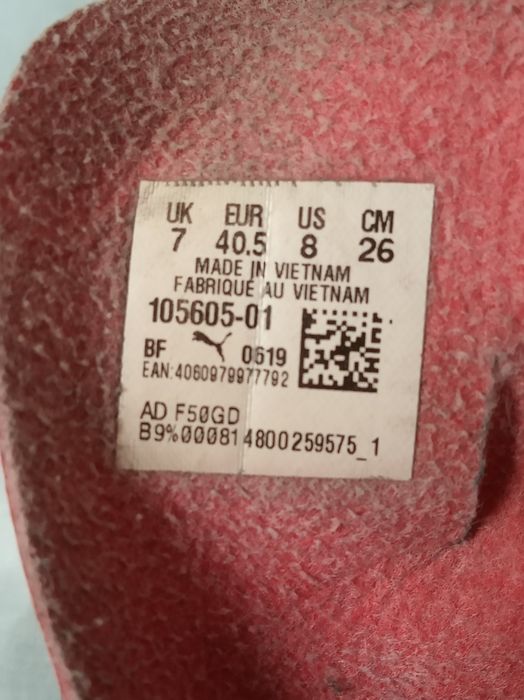 UK EUR US CM
7 40.5 8 26
MADE IN VIETNAM
FABRIQUÉ AU VIETNAM
105605-01
BF 0619
EAN:4060979977792
AD F50GD
B9%000814800259575_1